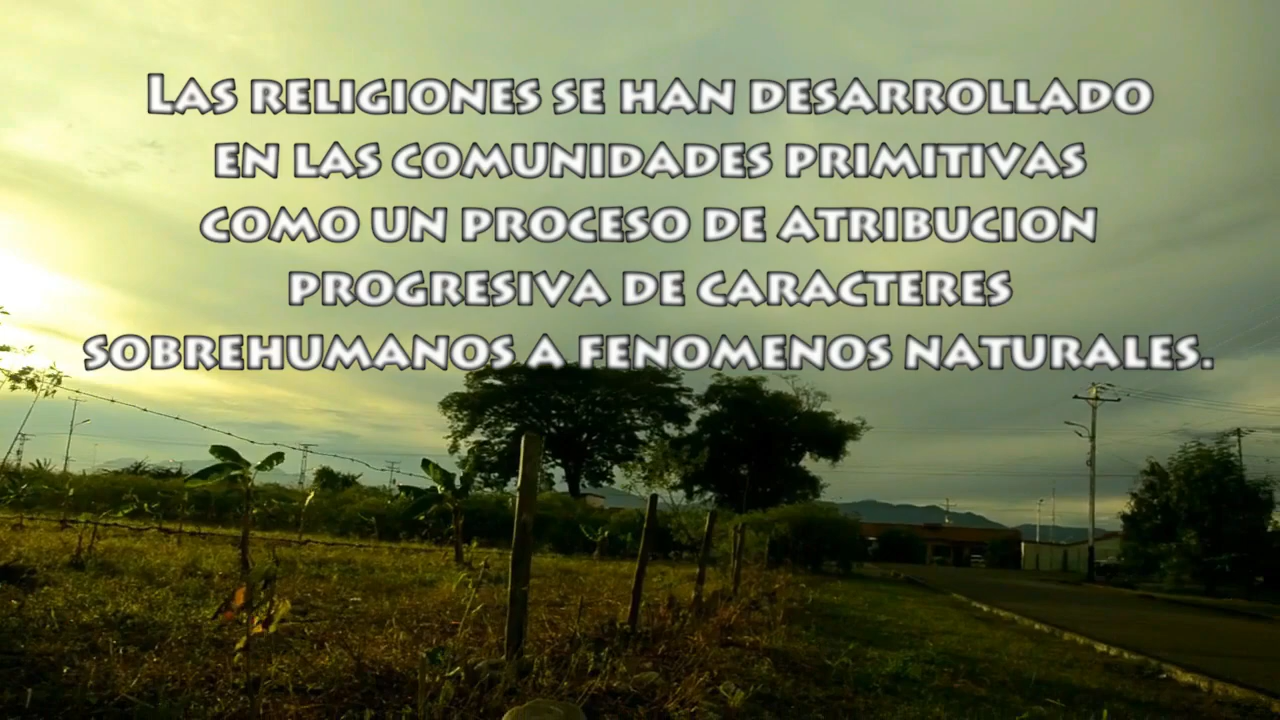 Las religiones se han desarrollado
en las comunidades primitivas
como un proceso de atribucion
progresiva de caracteres
sobrehumanos a fenomenos naturales.